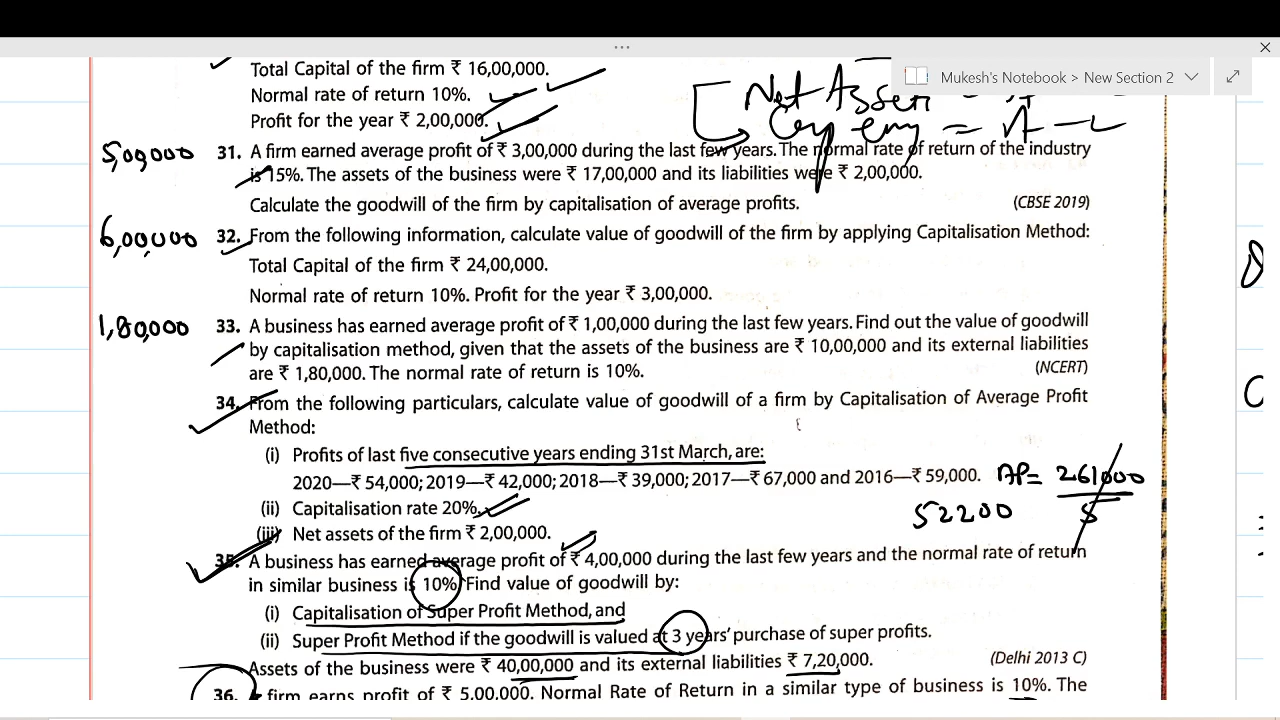 Total Capital of the firm ₹ 16,00,000.
Normal rate of return 10%.
Profit for the year ₹ 2,00,000.
Mukesh's Notebook > New Section 2
Net Assets =
Cap emp = A - L
5,00,000
31. A firm earned average profit of ₹ 3,00,000 during the last few years. The normal rate of return of the industry
is 15%. The assets of the business were ₹ 17,00,000 and its liabilities were ₹ 2,00,000.
Calculate the goodwill of the firm by capitalisation of average profits. (CBSE 2019)
6,00,000
32. From the following information, calculate value of goodwill of the firm by applying Capitalisation Method:
Total Capital of the firm ₹ 24,00,000.
Normal rate of return 10%. Profit for the year ₹ 3,00,000.
1,80,000
33. A business has earned average profit of ₹ 1,00,000 during the last few years. Find out the value of goodwill
by capitalisation method, given that the assets of the business are ₹ 10,00,000 and its external liabilities
are ₹ 1,80,000. The normal rate of return is 10%. (NCERT)
34. From the following particulars, calculate value of goodwill of a firm by Capitalisation of Average Profit
Method:
(i) Profits of last five consecutive years ending 31st March, are:
2020—₹ 54,000; 2019—₹ 42,000; 2018—₹ 39,000; 2017—₹ 67,000 and 2016—₹ 59,000.
AP= 261000
5
52200
(ii) Capitalisation rate 20%.
(iii) Net assets of the firm ₹ 2,00,000.
35. A business has earned average profit of ₹ 4,00,000 during the last few years and the normal rate of return
in similar business is 10%. Find value of goodwill by:
(i) Capitalisation of Super Profit Method, and
(ii) Super Profit Method if the goodwill is valued at 3 years' purchase of super profits.
Assets of the business were ₹ 40,00,000 and its external liabilities ₹ 7,20,000. (Delhi 2013 C)
36. firm earns profit of ₹ 5,00,000. Normal Rate of Return in a similar type of business is 10%. The